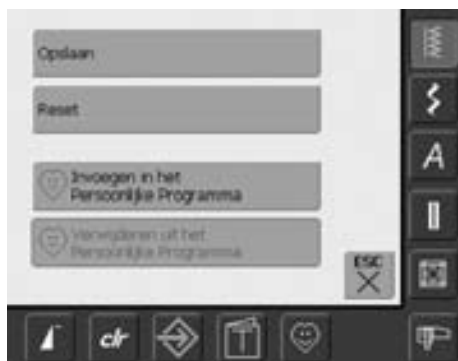 Opslaan
Reset
Invoegen in het
Persoonlijke Programma
Verwijderen uit het
Persoonlijke Programma
ESC
A
clr